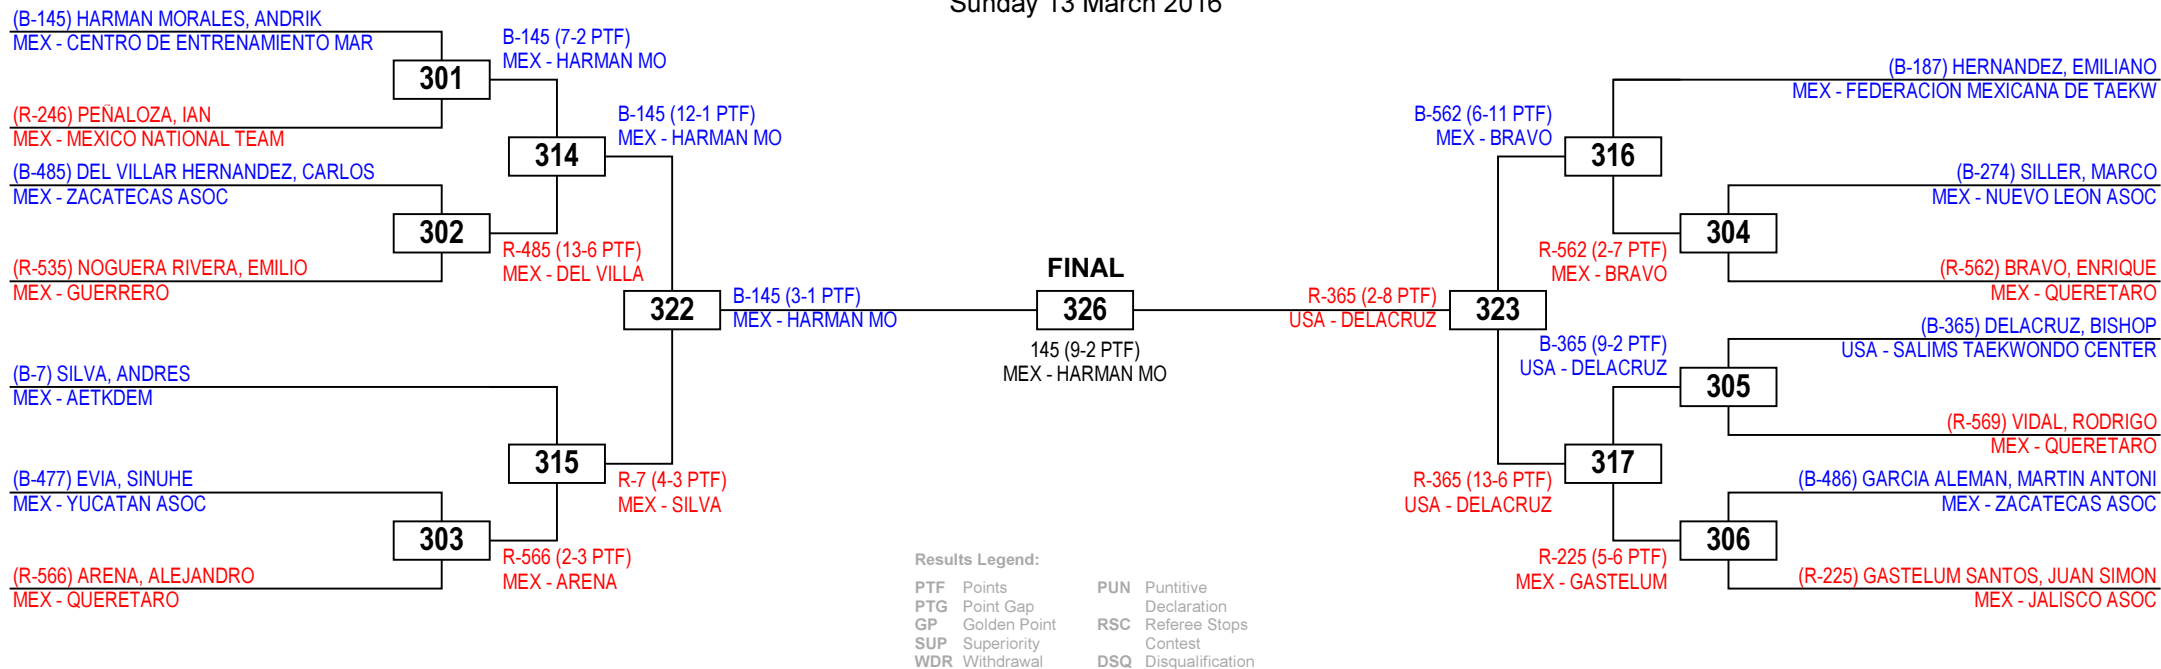 Sunday 13 March 2016
(B-145) HARMAN MORALES, ANDRIK
MEX - CENTRO DE ENTRENAMIENTO MAR
301
(R-246) PEÑALOZA, IAN
MEX - MEXICO NATIONAL TEAM
B-145 (7-2 PTF)
MEX - HARMAN MO
(B-485) DEL VILLAR HERNANDEZ, CARLOS
MEX - ZACATECAS ASOC
302
(R-535) NOGUERA RIVERA, EMILIO
MEX - GUERRERO
R-485 (13-6 PTF)
MEX - DEL VILLA
314
B-145 (12-1 PTF)
MEX - HARMAN MO
(B-7) SILVA, ANDRES
MEX - AETKDEM
(B-477) EVIA, SINUHE
MEX - YUCATAN ASOC
303
(R-566) ARENA, ALEJANDRO
MEX - QUERETARO
R-566 (2-3 PTF)
MEX - ARENA
315
R-7 (4-3 PTF)
MEX - SILVA
322
B-145 (3-1 PTF)
MEX - HARMAN MO
FINAL
326
145 (9-2 PTF)
MEX - HARMAN MO
R-365 (2-8 PTF)
USA - DELACRUZ
323
B-562 (6-11 PTF)
MEX - BRAVO
316
(B-187) HERNANDEZ, EMILIANO
MEX - FEDERACION MEXICANA DE TAEKW
(B-274) SILLER, MARCO
MEX - NUEVO LEON ASOC
304
R-562 (2-7 PTF)
MEX - BRAVO
(R-562) BRAVO, ENRIQUE
MEX - QUERETARO
(B-365) DELACRUZ, BISHOP
USA - SALIMS TAEKWONDO CENTER
B-365 (9-2 PTF)
USA - DELACRUZ
305
(R-569) VIDAL, RODRIGO
MEX - QUERETARO
317
R-365 (13-6 PTF)
USA - DELACRUZ
(B-486) GARCIA ALEMAN, MARTIN ANTONI
MEX - ZACATECAS ASOC
306
R-225 (5-6 PTF)
MEX - GASTELUM
(R-225) GASTELUM SANTOS, JUAN SIMON
MEX - JALISCO ASOC
Results Legend:
PTF Points
PTG Point Gap
GP Golden Point
SUP Superiority
WDR Withdrawal
PUN Puntitive
Declaration
RSC Referee Stops
Contest
DSQ Disqualification